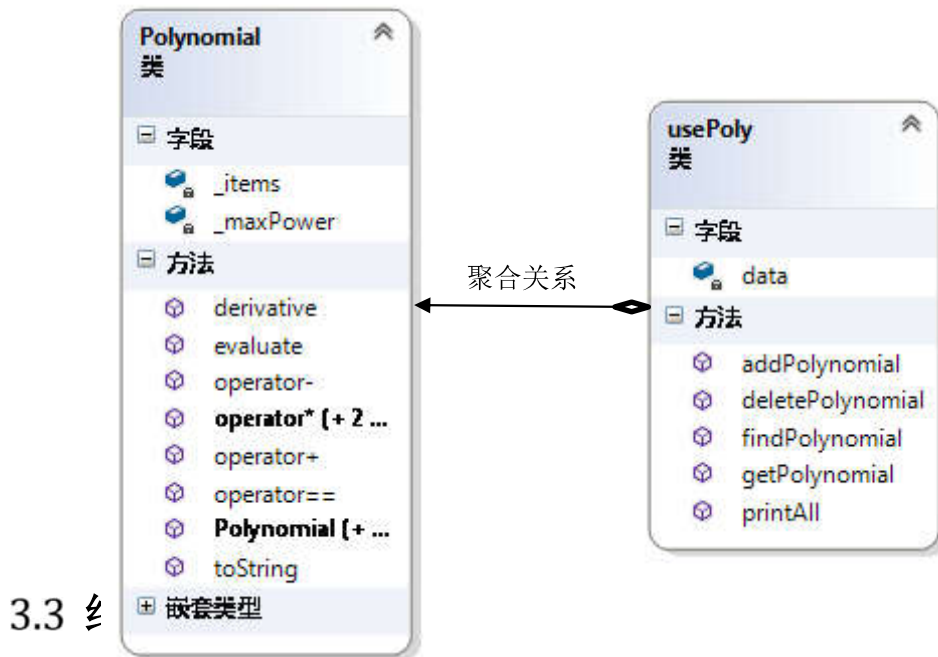 Polynomial
类
字段
_items
_maxPower
方法
derivative
evaluate
operator-
operator* (+ 2 ...
operator+
operator==
Polynomial (+ ...
toString
嵌套类型
聚合关系
usePoly
类
字段
data
方法
addPolynomial
deletePolynomial
findPolynomial
getPolynomial
printAll
3.3